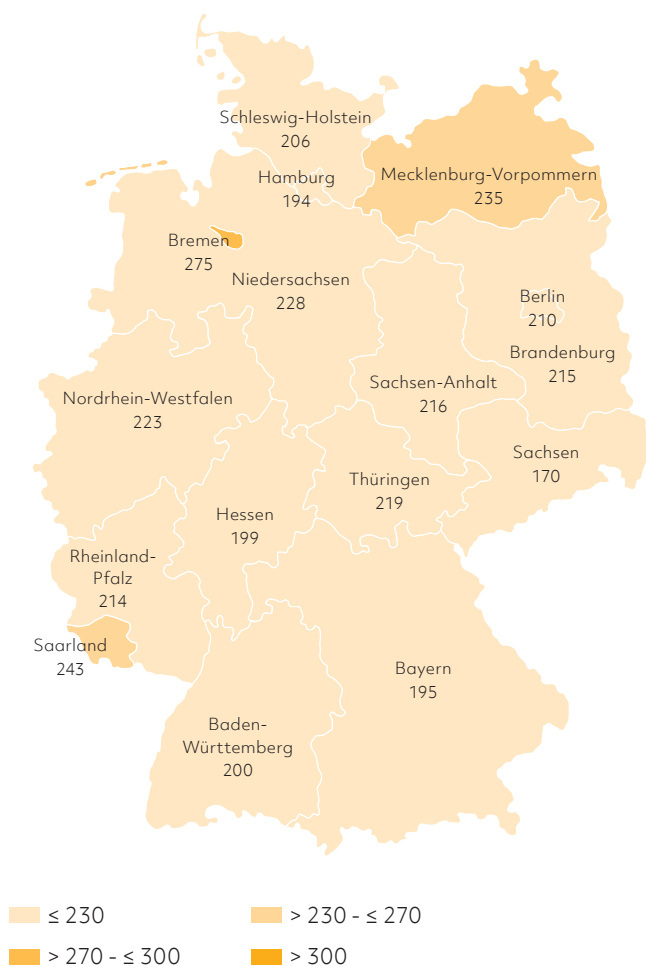 Schleswig-Holstein
206
Hamburg
194
Mecklenburg-Vorpommern
235
Bremen
275
Niedersachsen
228
Berlin
210
Brandenburg
215
Sachsen-Anhalt
216
Nordrhein-Westfalen
223
Sachsen
170
Thüringen
219
Hessen
199
Rheinland-
Pfalz
214
Saarland
243
Bayern
195
Baden-
Württemberg
200
≤ 230
> 230 - ≤ 270
> 270 - ≤ 300
> 300